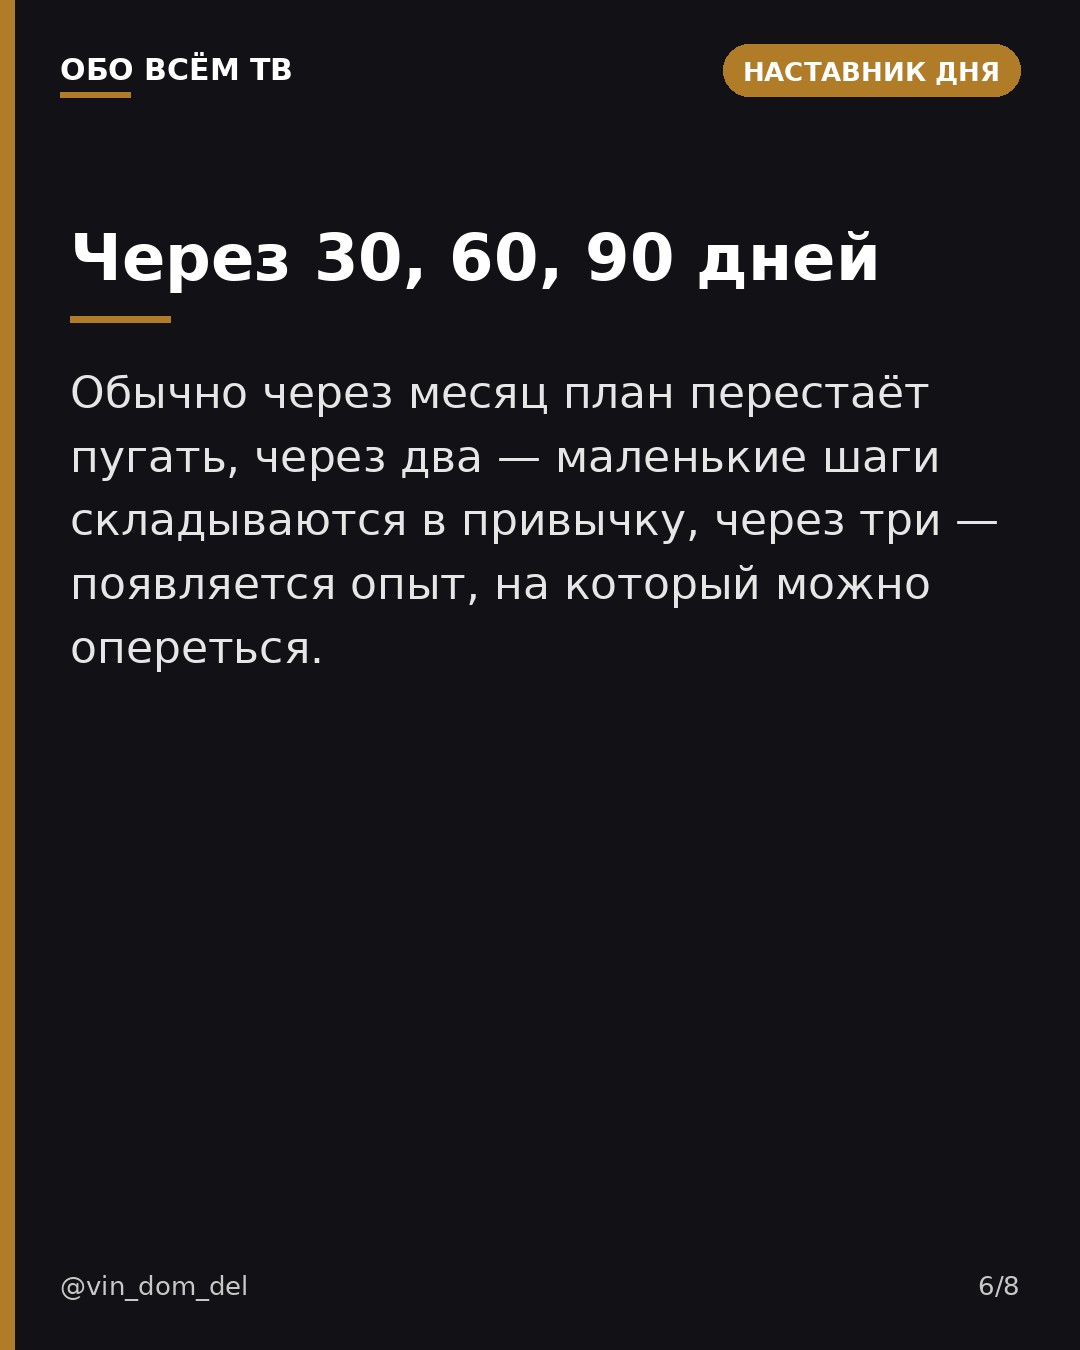 ОБО ВСЁМ ТВ
НАСТАВНИК ДНЯ
Через 30, 60, 90 дней
Обычно через месяц план перестаёт
пугать, через два — маленькие шаги
складываются в привычку, через три —
появляется опыт, на который можно
опереться.
@vin_dom_del
6/8